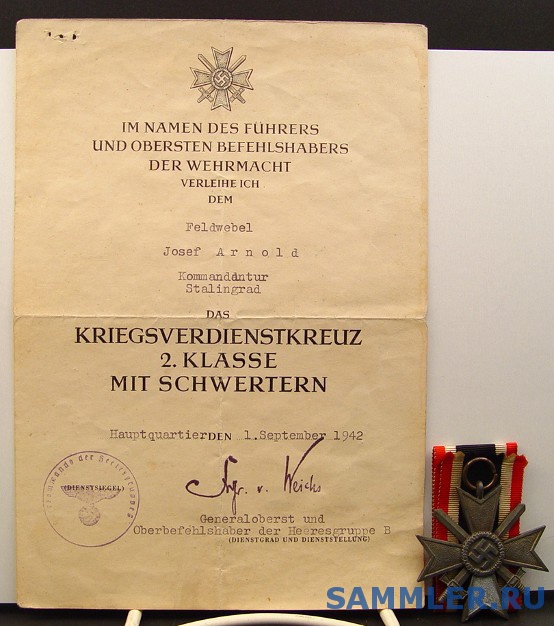 IM NAMEN DES FÜHRERS
UND OBERSTEN BEFEHLSHABERS
DER WEHRMACHT
VERLEIHE ICH
DEM
Feldwebel
Josef Arnold
Kommandantur
Stalingrad
DAS
KRIEGSVERDIENSTKREUZ
2. KLASSE
MIT SCHWERTERN
Hauptquartier DEN 1. September 1942
der Heeresgruppe
(DIENSTSIEGEL)
Frhr. v. Weichs
Generaloberst und
Oberbefehlshaber der Heeresgruppe B
(DIENSTGRAD UND DIENSTSTELLUNG)
SAMMLER.RU